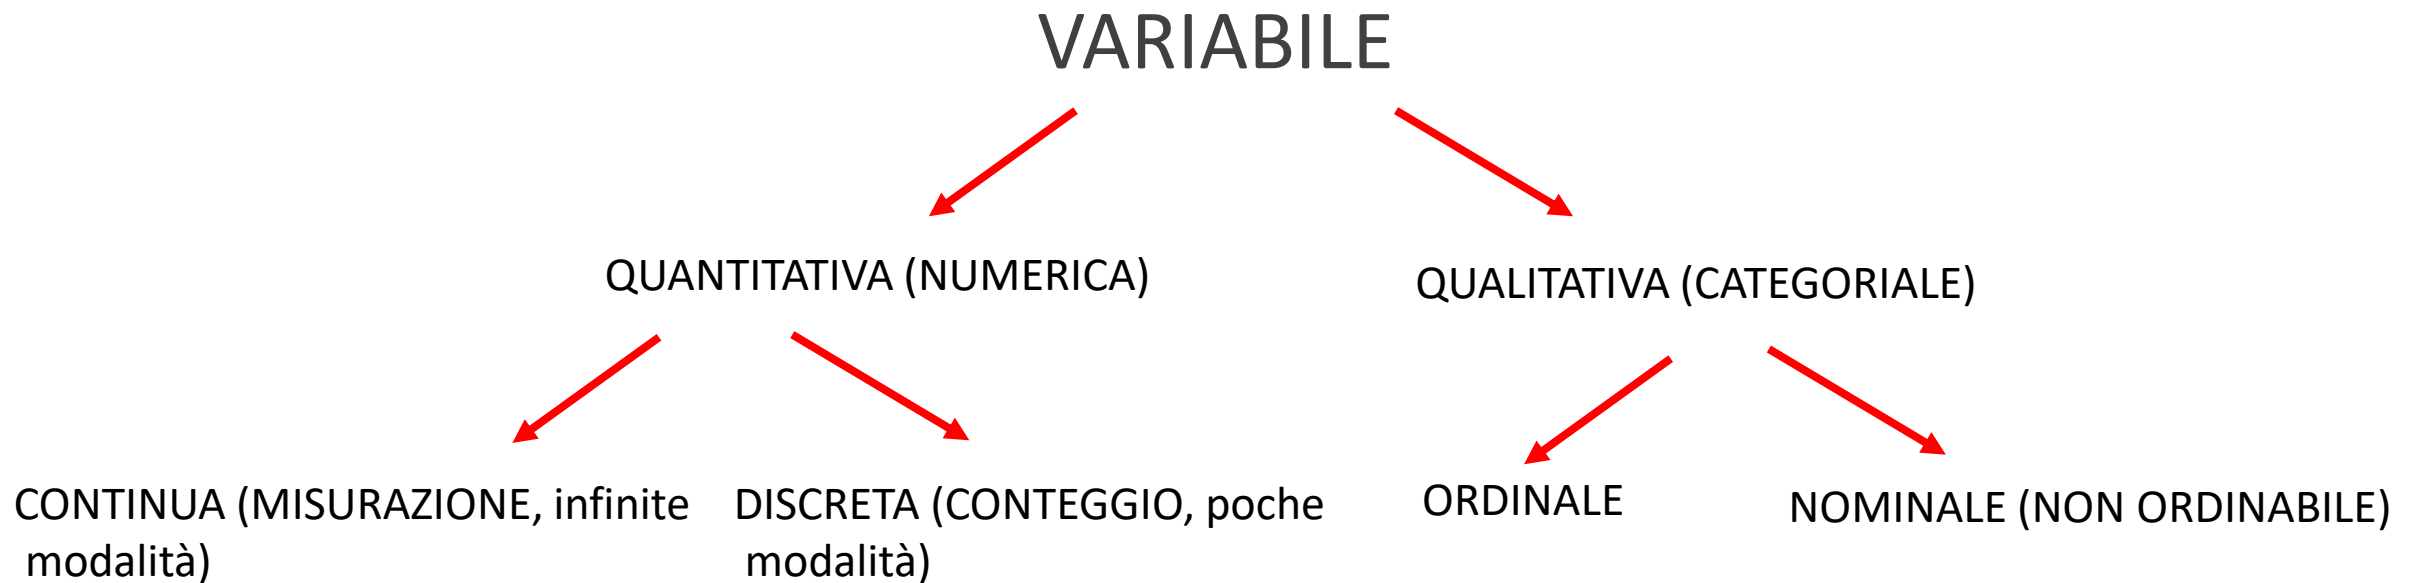 VARIABILE
QUANTITATIVA (NUMERICA)
QUALITATIVA (CATEGORIALE)
CONTINUA (MISURAZIONE, infinite
modalità)
DISCRETA (CONTEGGIO, poche
modalità)
ORDINALE
NOMINALE (NON ORDINABILE)